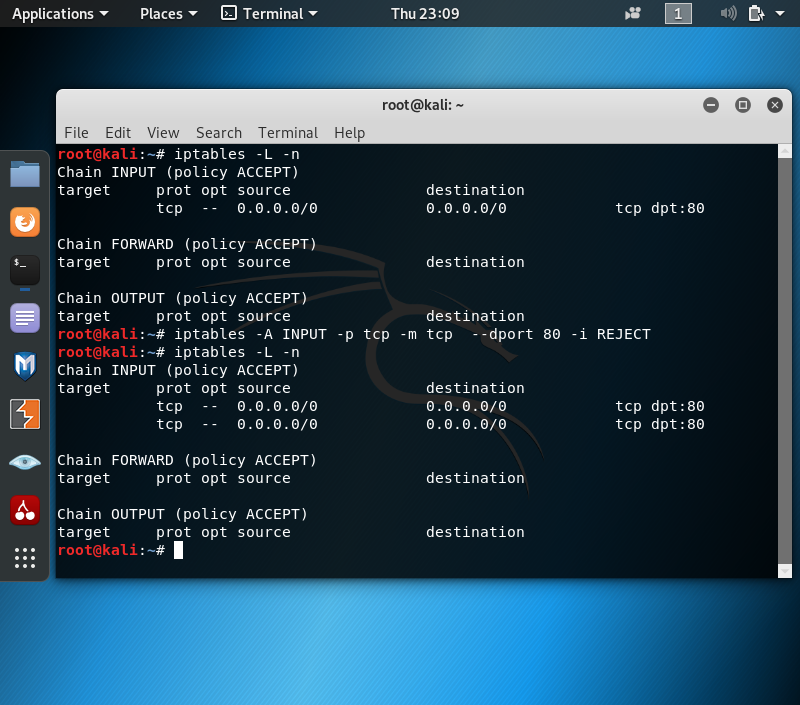 Applications Places Terminal Thu 23:09 1
root@kali: ~
File Edit View Search Terminal Help
root@kali:~# iptables -L -n
Chain INPUT (policy ACCEPT)
target     prot opt source               destination
           tcp  --  0.0.0.0/0            0.0.0.0/0            tcp dpt:80

Chain FORWARD (policy ACCEPT)
target     prot opt source               destination

Chain OUTPUT (policy ACCEPT)
target     prot opt source               destination
root@kali:~# iptables -A INPUT -p tcp -m tcp  --dport 80 -i REJECT
root@kali:~# iptables -L -n
Chain INPUT (policy ACCEPT)
target     prot opt source               destination
           tcp  --  0.0.0.0/0            0.0.0.0/0            tcp dpt:80
           tcp  --  0.0.0.0/0            0.0.0.0/0            tcp dpt:80

Chain FORWARD (policy ACCEPT)
target     prot opt source               destination

Chain OUTPUT (policy ACCEPT)
target     prot opt source               destination
root@kali:~#